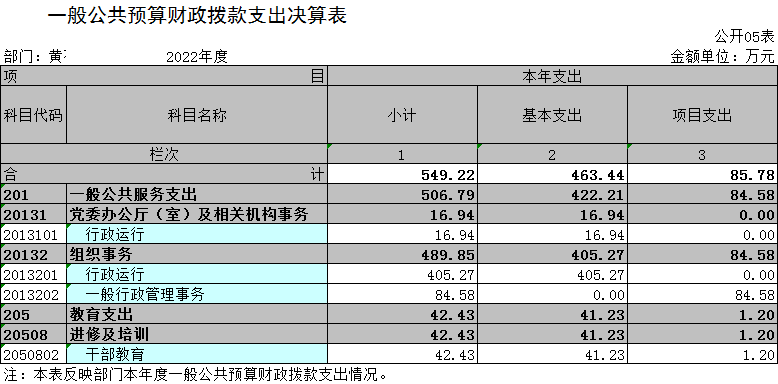 一般公共预算财政拨款支出决算表
公开05表
部门：黄 2022年度 金额单位：万元
项 目 本年支出
科目代码 科目名称 小计 基本支出 项目支出
栏次 1 2 3
合 计 549.22 463.44 85.78
201 一般公共服务支出 506.79 422.21 84.58
20131 党委办公厅（室）及相关机构事务 16.94 16.94 0.00
2013101 行政运行 16.94 16.94 0.00
20132 组织事务 489.85 405.27 84.58
2013201 行政运行 405.27 405.27 0.00
2013202 一般行政管理事务 84.58 0.00 84.58
205 教育支出 42.43 41.23 1.20
20508 进修及培训 42.43 41.23 1.20
2050802 干部教育 42.43 41.23 1.20
注：本表反映部门本年度一般公共预算财政拨款支出情况。